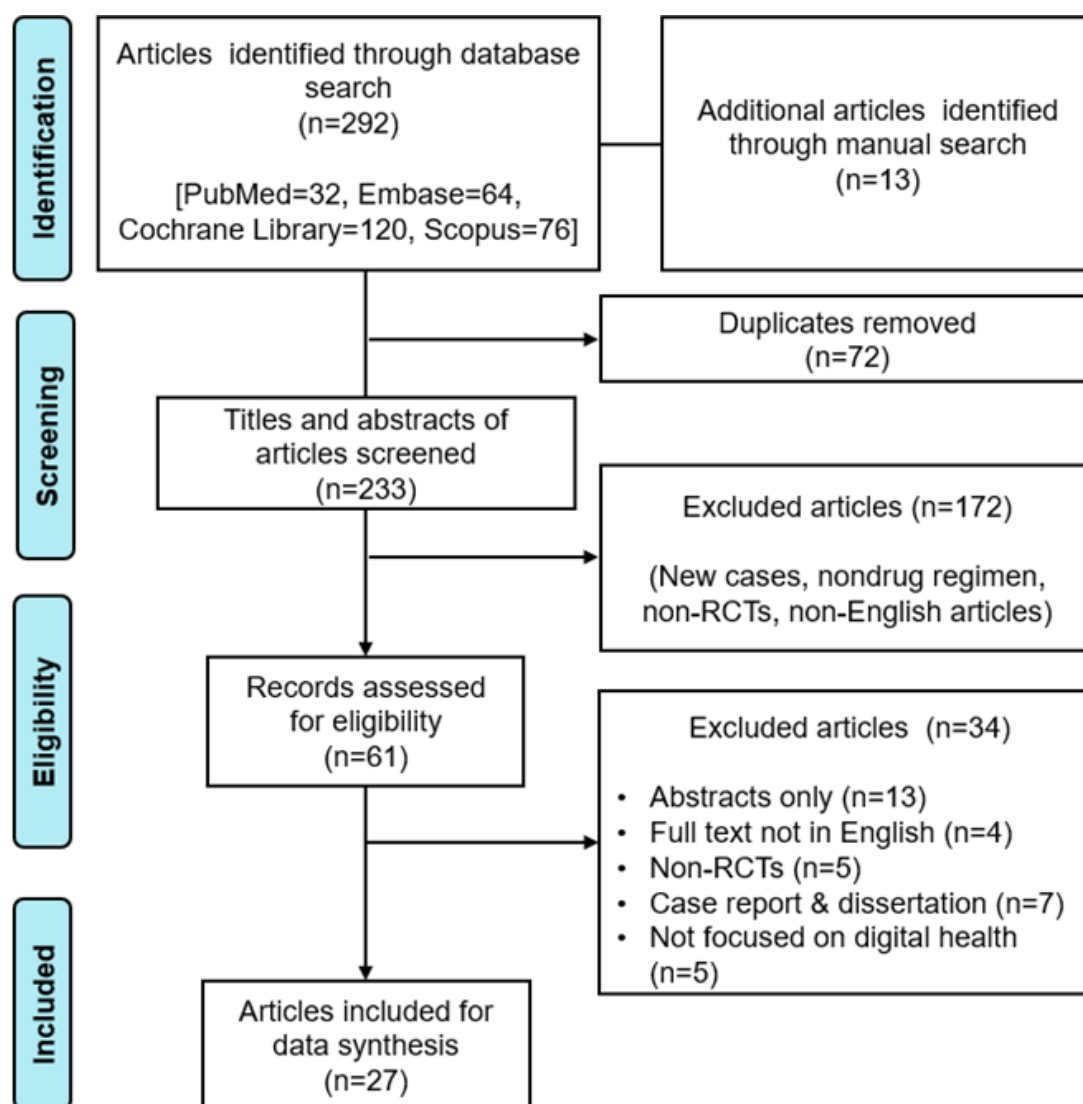 Identification
Articles identified through database
search
(n=292)
[PubMed=32, Embase=64,
Cochrane Library=120, Scopus=76]
Additional articles identified
through manual search
(n=13)
Screening
Duplicates removed
(n=72)
Titles and abstracts of
articles screened
(n=233)
Excluded articles (n=172)
(New cases, nondrug regimen,
non-RCTs, non-English articles)
Eligibility
Records assessed
for eligibility
(n=61)
Excluded articles (n=34)
• Abstracts only (n=13)
• Full text not in English (n=4)
• Non-RCTs (n=5)
• Case report & dissertation (n=7)
• Not focused on digital health
(n=5)
Included
Articles included for
data synthesis
(n=27)